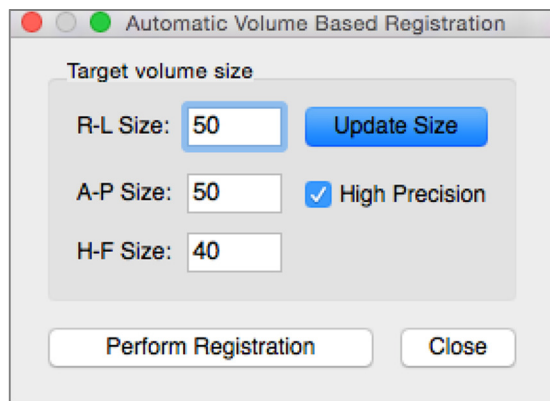 Automatic Volume Based Registration
Target volume size
R-L Size: 50 Update Size
A-P Size: 50 High Precision
H-F Size: 40
Perform Registration Close